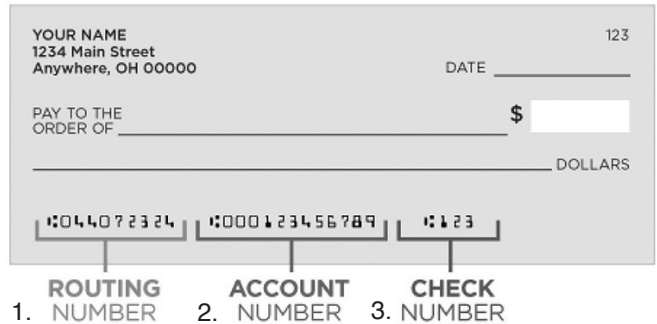 YOUR NAME 123
1234 Main Street
Anywhere, OH 00000
DATE
PAY TO THE
ORDER OF $
DOLLARS
⑆044072324 ⑆000123456789 ⑆123
ROUTING ACCOUNT CHECK
1. NUMBER 2. NUMBER 3. NUMBER